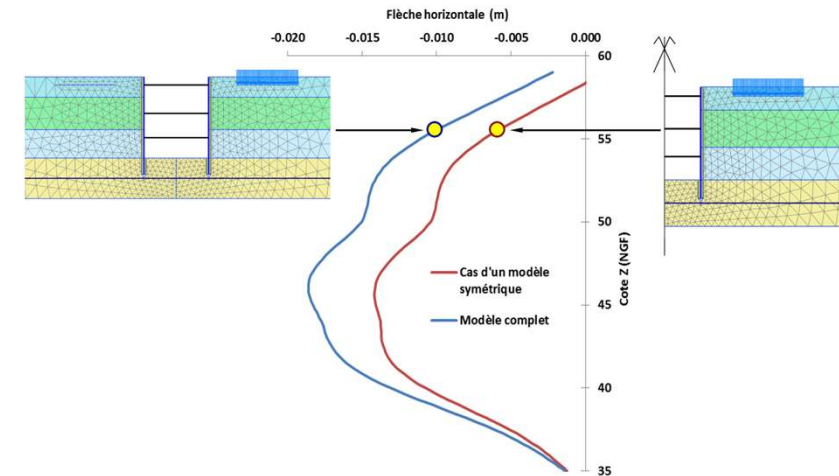 Flèche horizontale (m)
-0.020 -0.015 -0.010 -0.005 0.000
60
55
50
45
40
35
Cote Z (NGF)
Cas d'un modèle
symétrique
Modèle complet